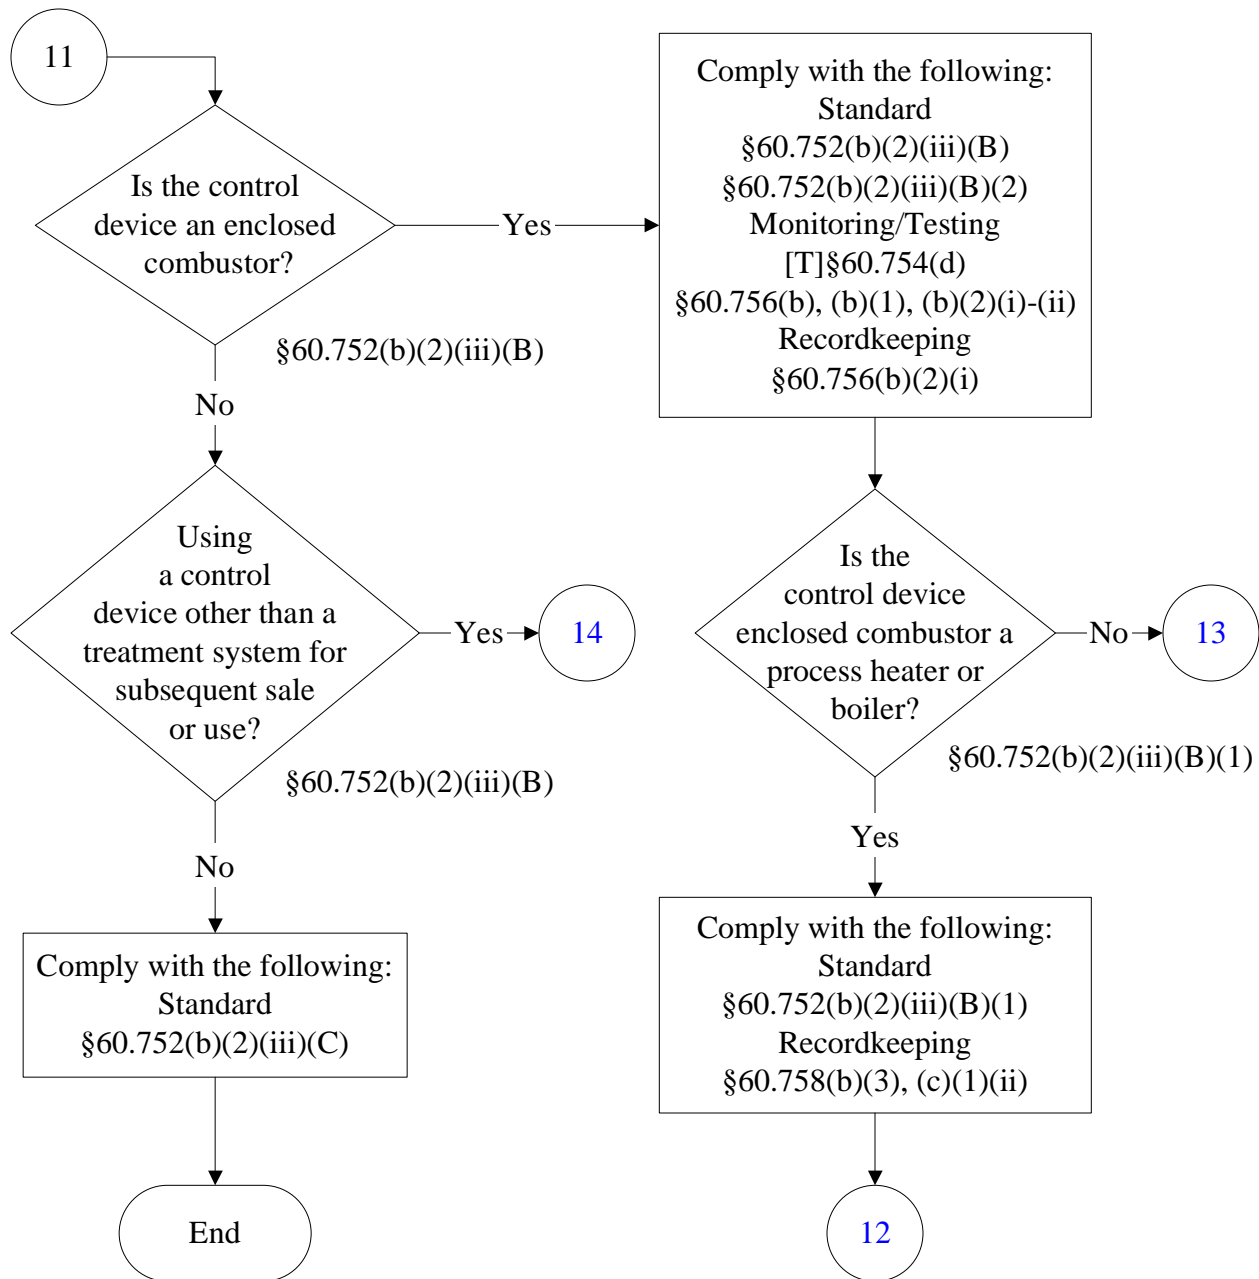 11
Is the control
device an enclosed
combustor?
Yes
§60.752(b)(2)(iii)(B)
No
Comply with the following:
Standard
§60.752(b)(2)(iii)(B)
§60.752(b)(2)(iii)(B)(2)
Monitoring/Testing
[T]§60.754(d)
§60.756(b), (b)(1), (b)(2)(i)-(ii)
Recordkeeping
§60.756(b)(2)(i)
Using
a control
device other than a
treatment system for
subsequent sale
or use?
Yes
14
§60.752(b)(2)(iii)(B)
No
Is the
control device
enclosed combustor a
process heater or
boiler?
No
13
§60.752(b)(2)(iii)(B)(1)
Yes
Comply with the following:
Standard
§60.752(b)(2)(iii)(C)
End
Comply with the following:
Standard
§60.752(b)(2)(iii)(B)(1)
Recordkeeping
§60.758(b)(3), (c)(1)(ii)
12